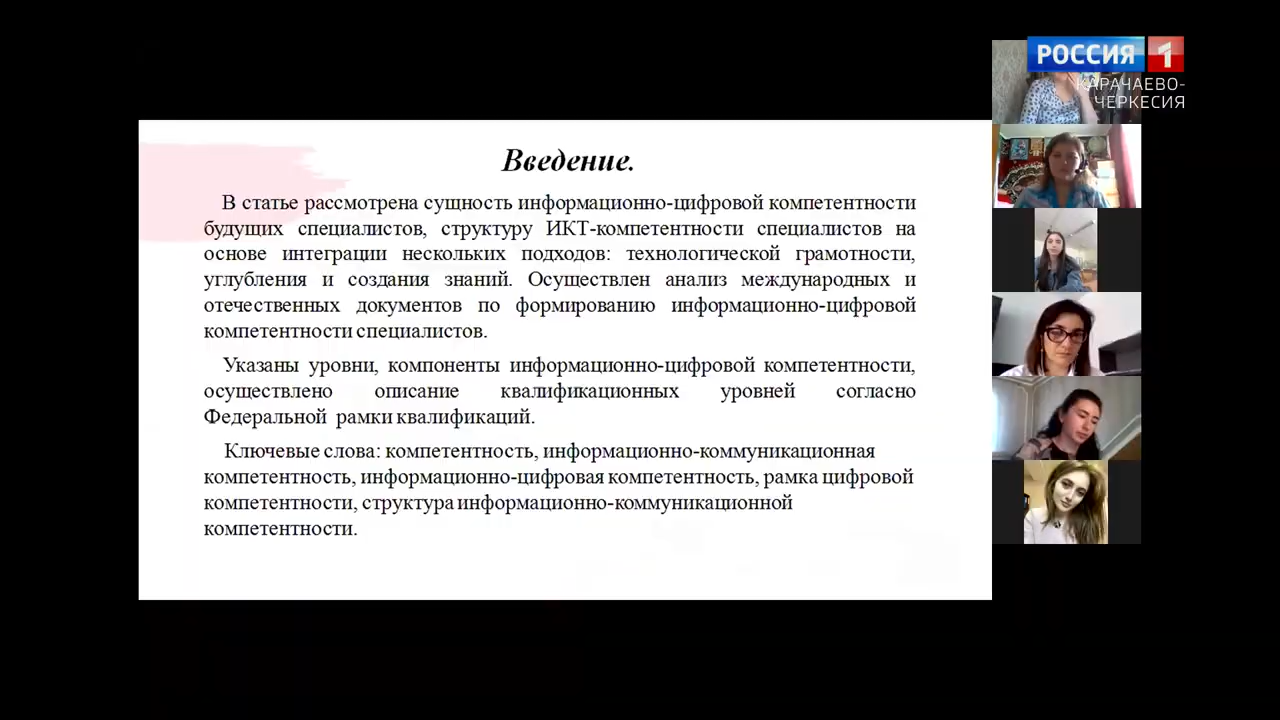 РОССИЯ 1
КАРАЧАЕВО-
ЧЕРКЕСИЯ
Введение.
В статье рассмотрена сущность информационно-цифровой компетентности
будущих специалистов, структуру ИКТ-компетентности специалистов на
основе интеграции нескольких подходов: технологической грамотности,
углубления и создания знаний. Осуществлен анализ международных и
отечественных документов по формированию информационно-цифровой
компетентности специалистов.
Указаны уровни, компоненты информационно-цифровой компетентности,
осуществлено описание квалификационных уровней согласно
Федеральной рамки квалификаций.
Ключевые слова: компетентность, информационно-коммуникационная
компетентность, информационно-цифровая компетентность, рамка цифровой
компетентности, структура информационно-коммуникационной
компетентности.